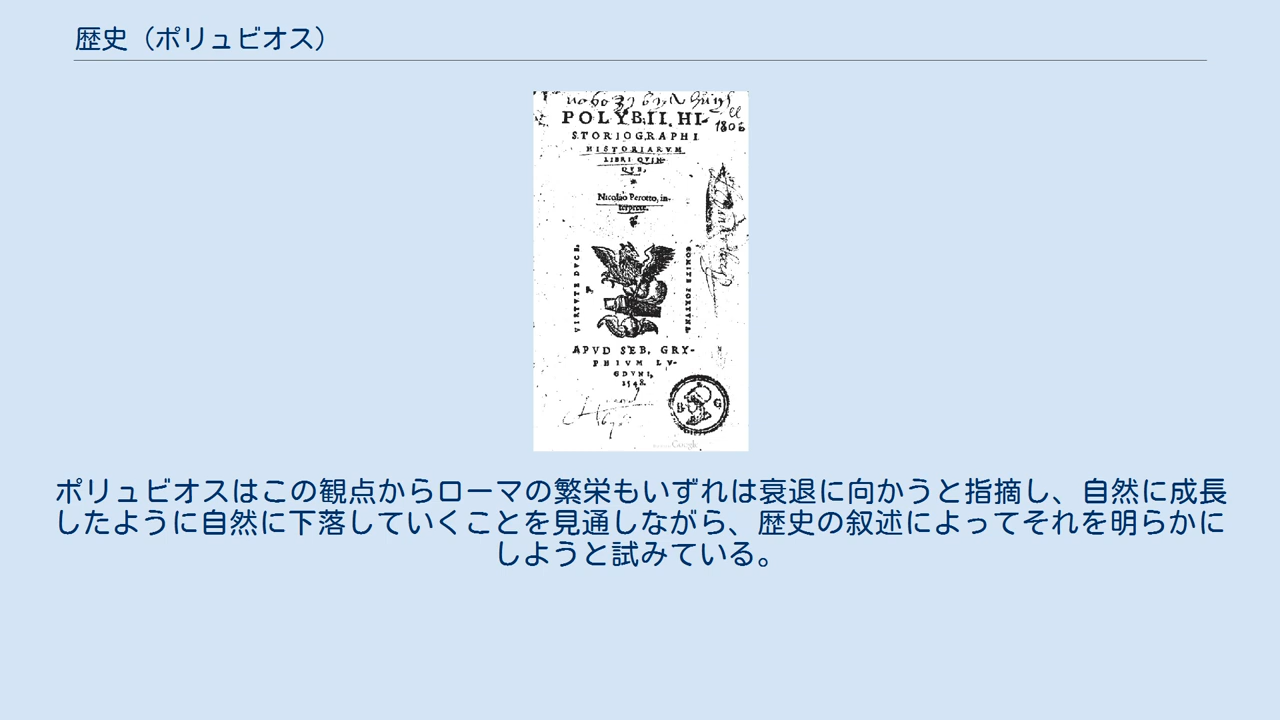 歴史（ポリュビオス）
el
1806
POLYBII HI-
STORIOGRAPHI
HISTORIARVM
LIBRI QVIN-
QVE,
Nicolao Perotto, in-
terprete.
VIRTVTE DVCE,
COMITE FORTVNA.
APVD SEB. GRY-
PHIVM LV-
GDVNI,
1548.
B G
Google
ポリュビオスはこの観点からローマの繁栄もいずれは衰退に向かうと指摘し、自然に成長
したように自然に下落していくことを見通しながら、歴史の叙述によってそれを明らかに
しようと試みている。